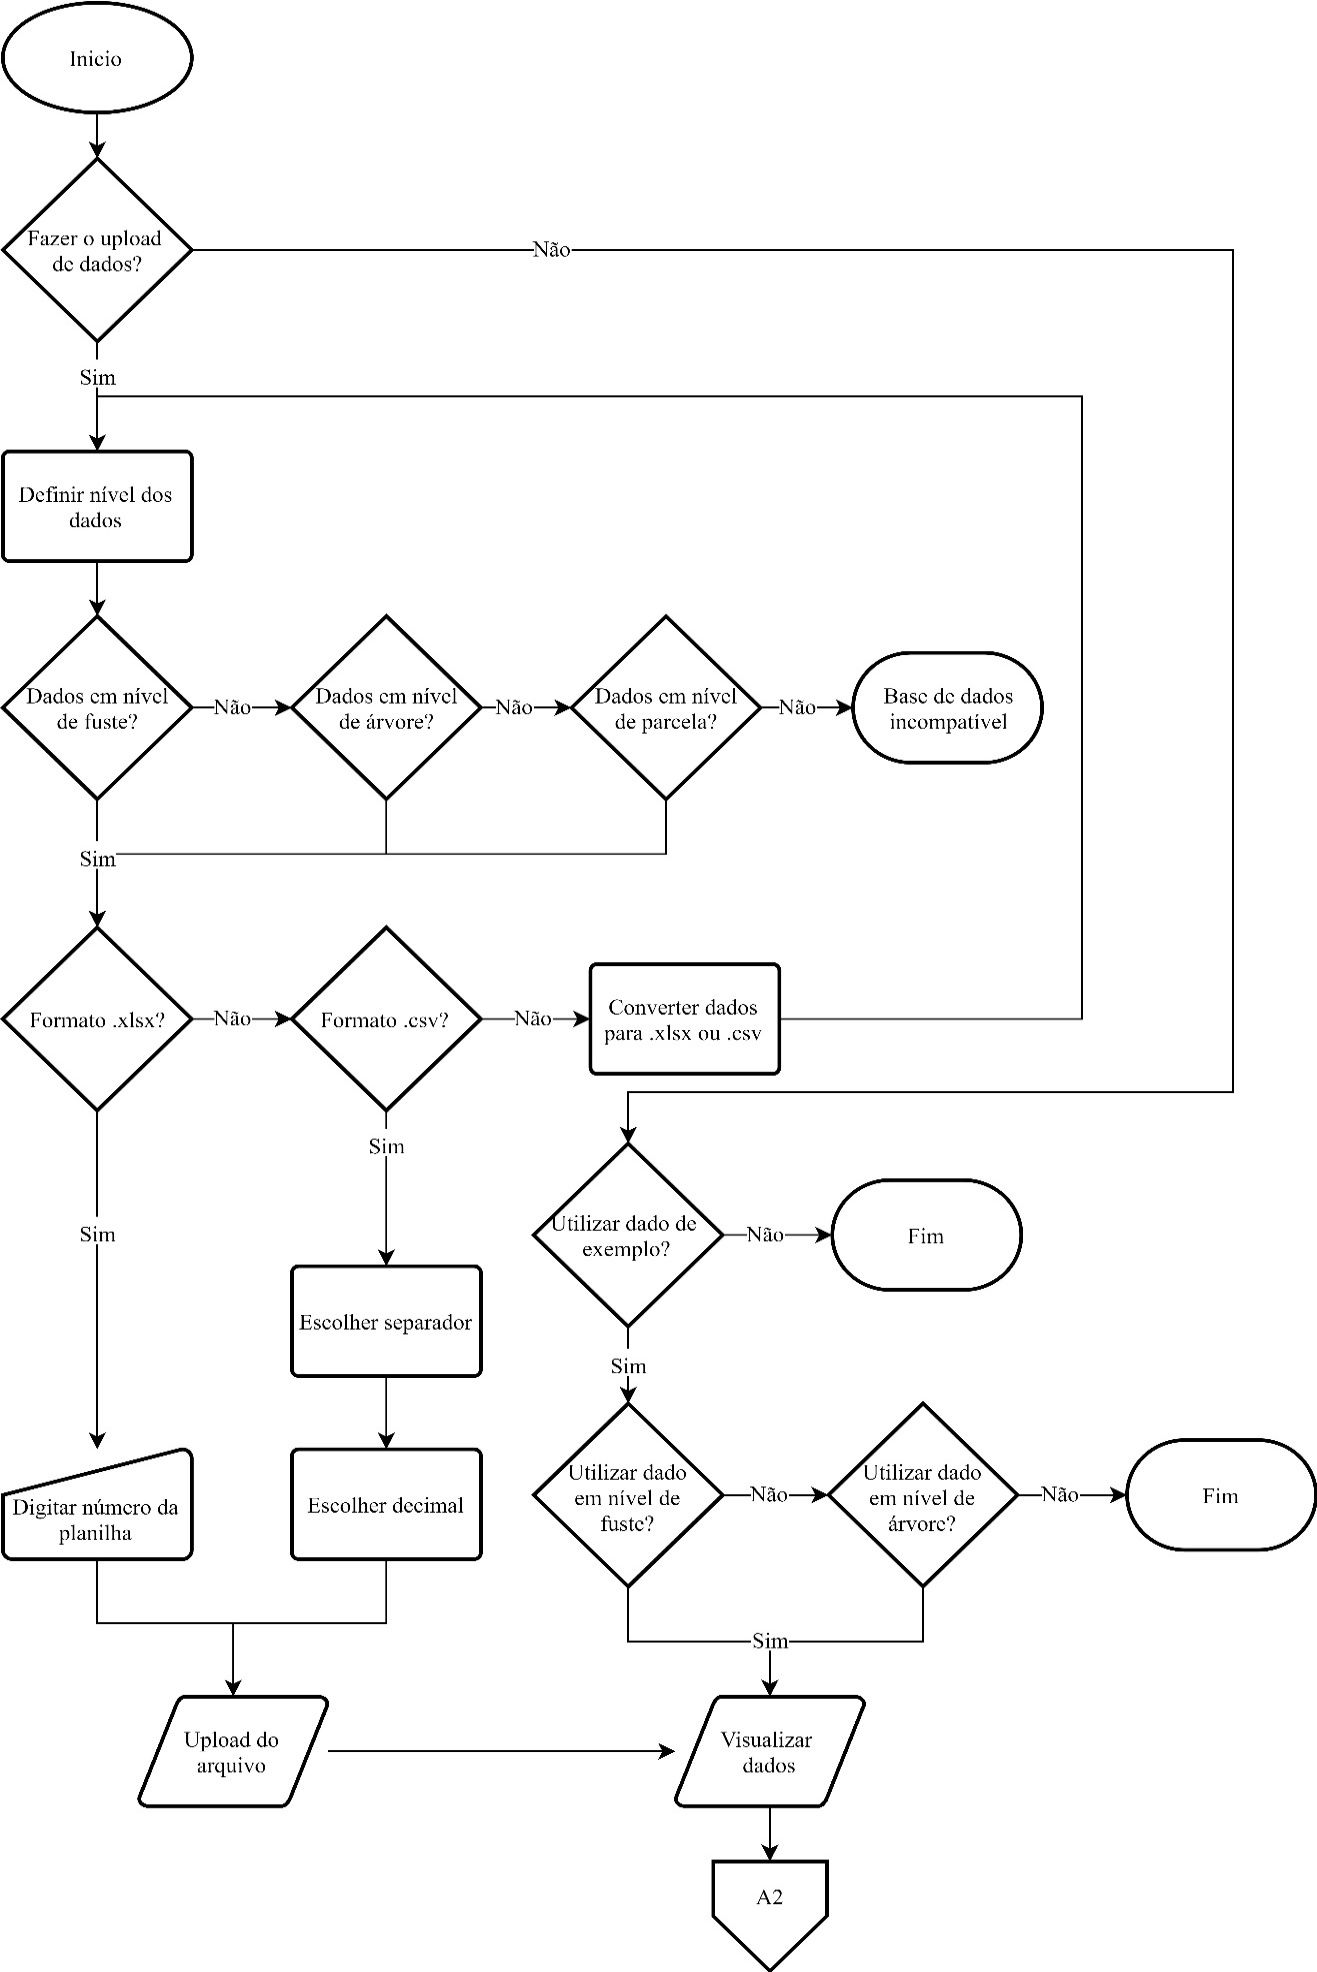 Inicio
Fazer o upload
de dados?
Não
Sim
Definir nível dos
dados
Dados em nível
de fuste?
Não
Dados em nível
de árvore?
Não
Dados em nível
de parcela?
Não
Base de dados
incompatível
Sim
Formato .xlsx?
Não
Formato .csv?
Não
Converter dados
para .xlsx ou .csv
Sim
Sim
Utilizar dado de
exemplo?
Não
Fim
Escolher separador
Sim
Digitar número da
planilha
Escolher decimal
Utilizar dado
em nível de
fuste?
Não
Utilizar dado
em nível de
árvore?
Não
Fim
Sim
Upload do
arquivo
Visualizar
dados
A2